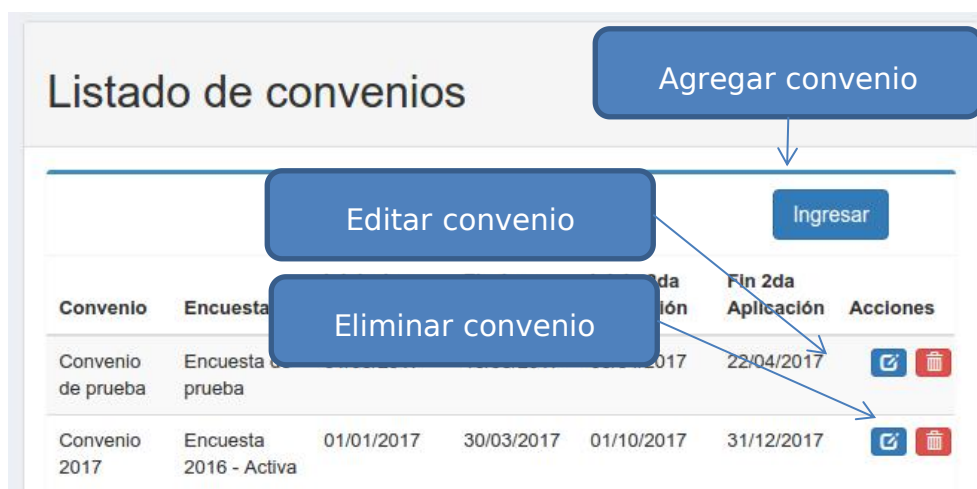 Agregar convenio
Listado de convenios
Ingresar
Editar convenio
Eliminar convenio
Fin 2da
Convenio Encuesta Aplicación Acciones
Convenio Encuesta 22/04/2017
de prueba prueba
Convenio Encuesta 01/01/2017 30/03/2017 01/10/2017 31/12/2017
2017 2016 - Activa